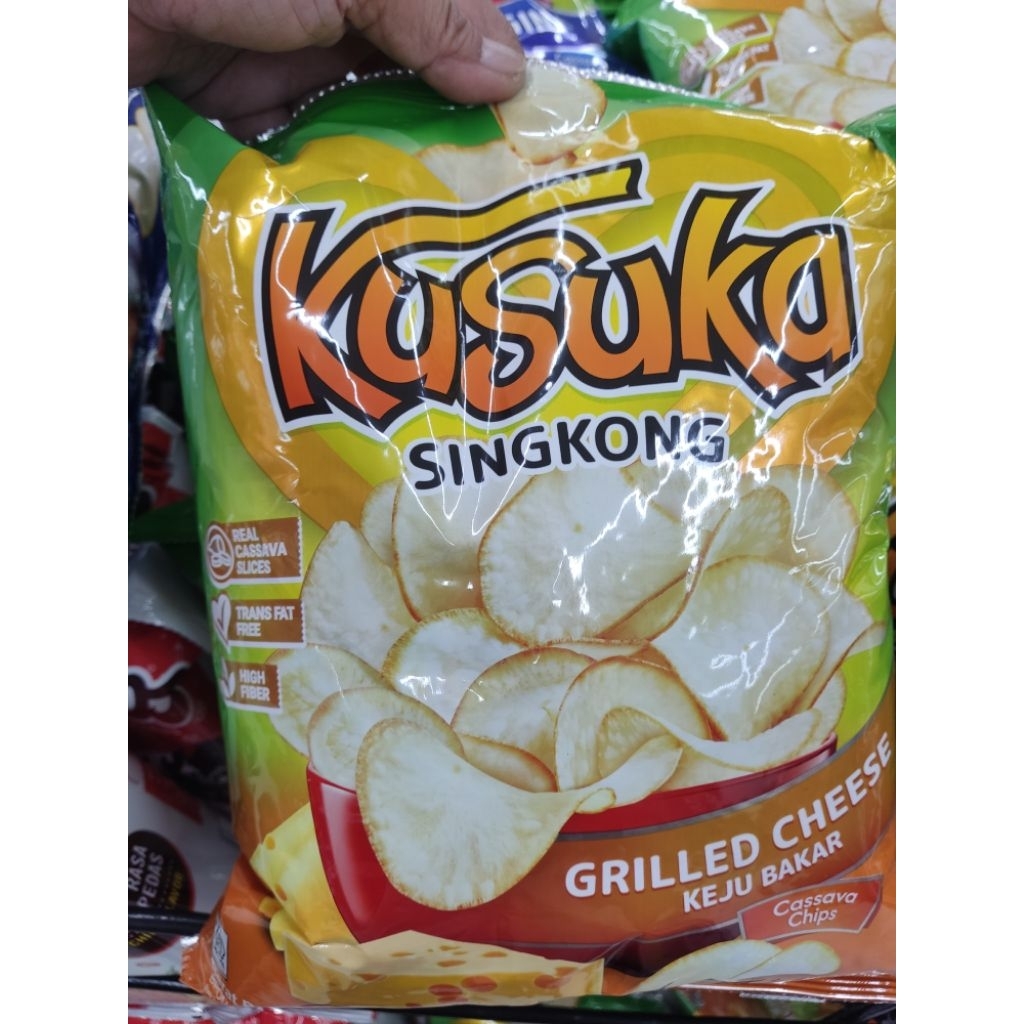 Kusuka
SINGKONG
REAL
CASSAVA
SLICES
TRANS FAT
FREE
HIGH
FIBER
GRILLED CHEESE
KEJU BAKAR
Cassava
Chips
RASA
PEDAS